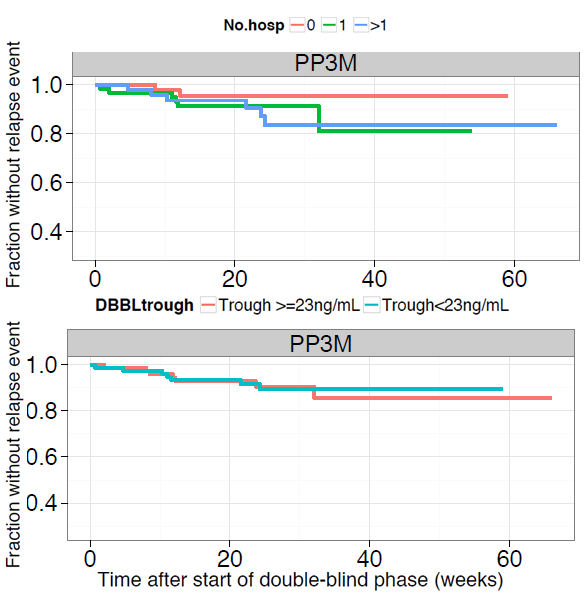 No.hosp 0 1 >1
PP3M
Fraction without relapse event
1.0
0.8
0.6
0.4
0 20 40 60
DBBLtrough Trough >=23ng/mL Trough<23ng/mL
PP3M
Fraction without relapse event
1.0
0.8
0.6
0.4
0 20 40 60
Time after start of double-blind phase (weeks)